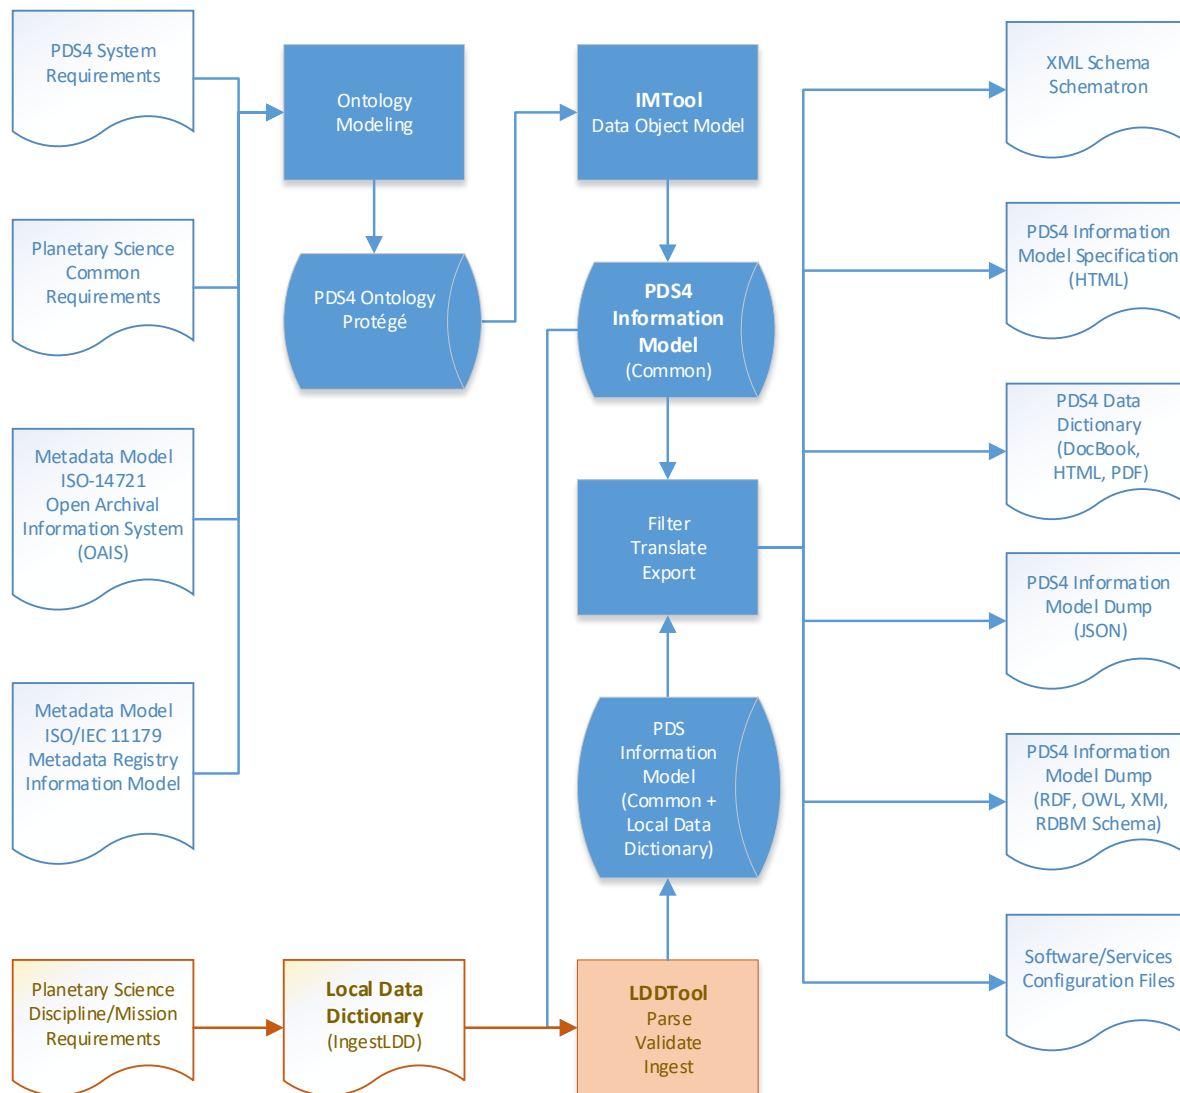 PDS4 System
Requirements
Planetary Science
Common
Requirements
Metadata Model
ISO-14721
Open Archival
Information System
(OAIS)
Metadata Model
ISO/IEC 11179
Metadata Registry
Information Model
Planetary Science
Discipline/Mission
Requirements
Ontology
Modeling
PDS4 Ontology
Protégé
Local Data
Dictionary
(IngestLDD)
IMTool
Data Object Model
PDS4
Information
Model
(Common)
Filter
Translate
Export
PDS
Information
Model
(Common +
Local Data
Dictionary)
LDDTool
Parse
Validate
Ingest
XML Schema
Schematron
PDS4 Information
Model Specification
(HTML)
PDS4 Data
Dictionary
(DocBook,
HTML, PDF)
PDS4 Information
Model Dump
(JSON)
PDS4 Information
Model Dump
(RDF, OWL, XMI,
RDBM Schema)
Software/Services
Configuration Files